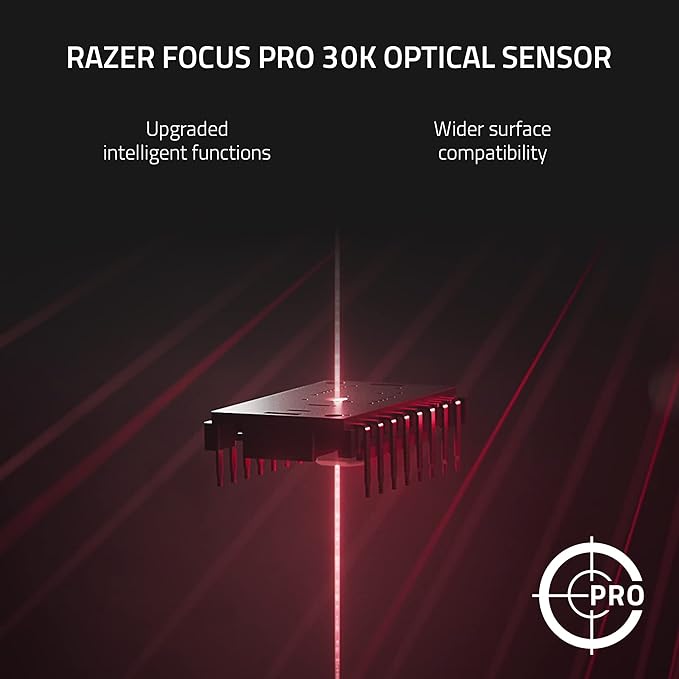 RAZER FOCUS PRO 30K OPTICAL SENSOR
Upgraded
intelligent functions
Wider surface
compatibility
PRO